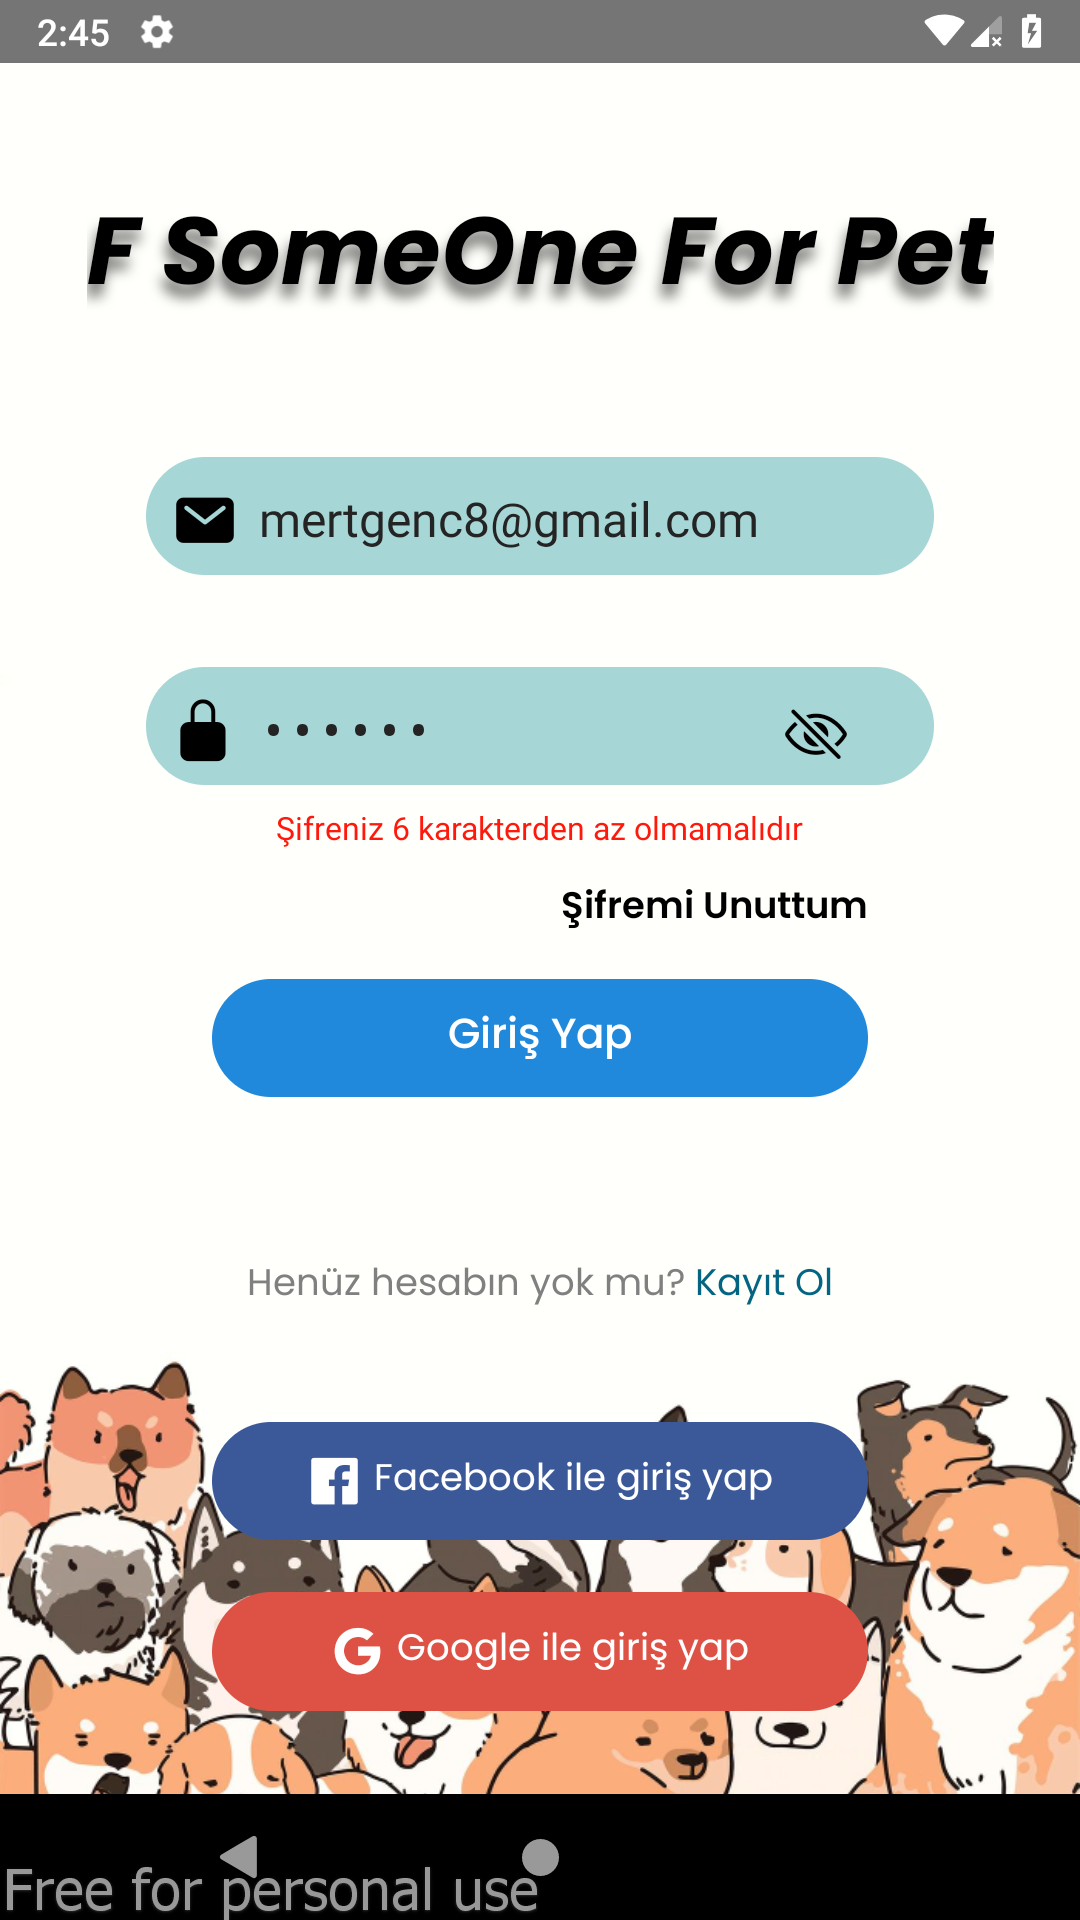 2:45
F SomeOne For Pet
mertgenc8@gmail.com
••••••
Şifreniz 6 karakterden az olmamalıdır
Şifremi Unuttum
Giriş Yap
Henüz hesabın yok mu? Kayıt Ol
Facebook ile giriş yap
Google ile giriş yap
Free for personal use